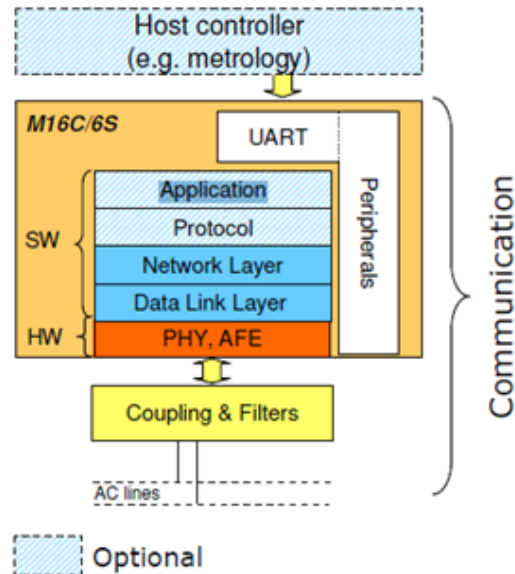 Host controller
(e.g. metrology)
M16C/6S
UART
Peripherals
SW
Application
Protocol
Network Layer
Data Link Layer
HW
PHY, AFE
Coupling & Filters
AC lines
Communication
Optional